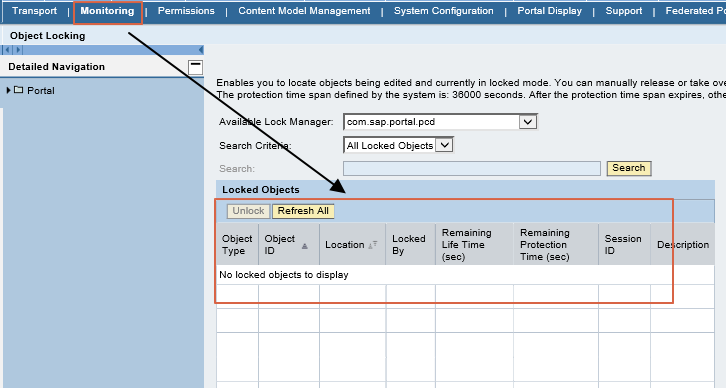 Transport | Monitoring | Permissions | Content Model Management | System Configuration | Portal Display | Support | Federated Po
Object Locking
Detailed Navigation
Portal
Enables you to locate objects being edited and currently in locked mode. You can manually release or take ove
The protection time span defined by the system is: 36000 seconds. After the protection time span expires, othe
Available Lock Manager: com.sap.portal.pcd
Search Criteria: All Locked Objects
Search: Search
Locked Objects
Unlock Refresh All
Object Type Object ID Location Locked By Remaining Life Time (sec) Remaining Protection Time (sec) Session ID Description
No locked objects to display